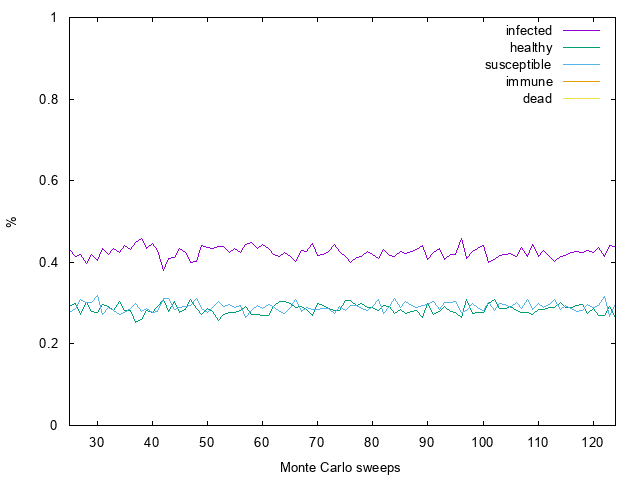 1
infected
healthy
susceptible
immune
dead
0.8
0.6
%
0.4
0.2
0
30 40 50 60 70 80 90 100 110 120
Monte Carlo sweeps